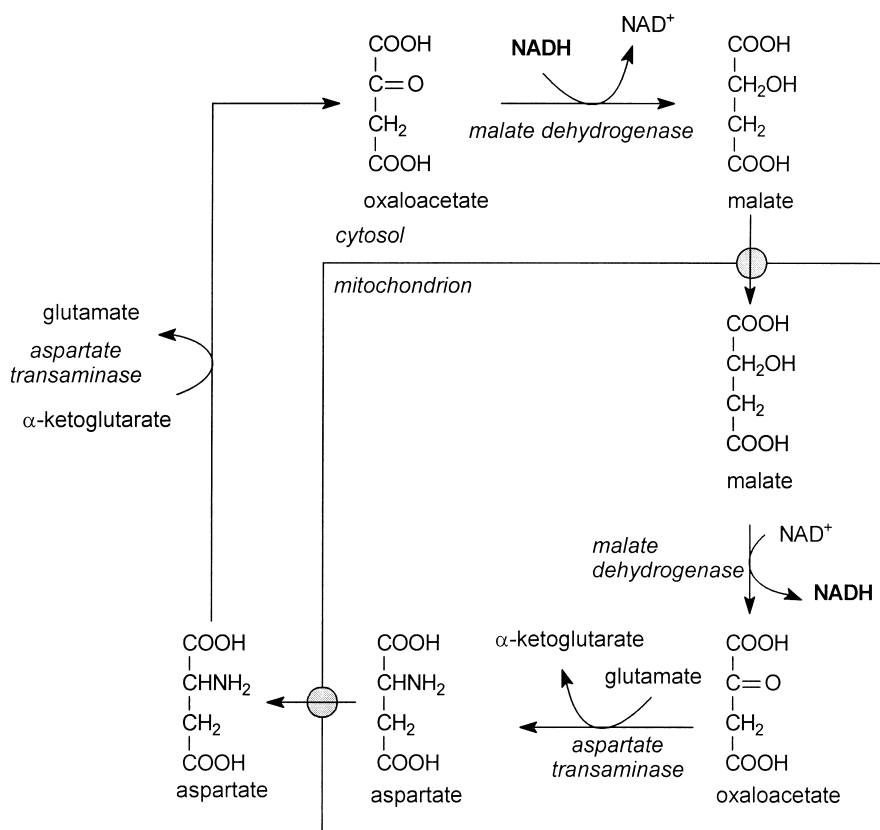 COOH
C=O
CH₂
COOH
oxaloacetate
NADH
NAD⁺
malate dehydrogenase
COOH
CH₂OH
CH₂
COOH
malate
cytosol
mitochondrion
glutamate
aspartate
transaminase
α-ketoglutarate
COOH
CH₂OH
CH₂
COOH
malate
malate
dehydrogenase
NAD⁺
NADH
COOH
CHNH₂
CH₂
COOH
aspartate
COOH
CHNH₂
CH₂
COOH
aspartate
α-ketoglutarate
glutamate
aspartate
transaminase
COOH
C=O
CH₂
COOH
oxaloacetate